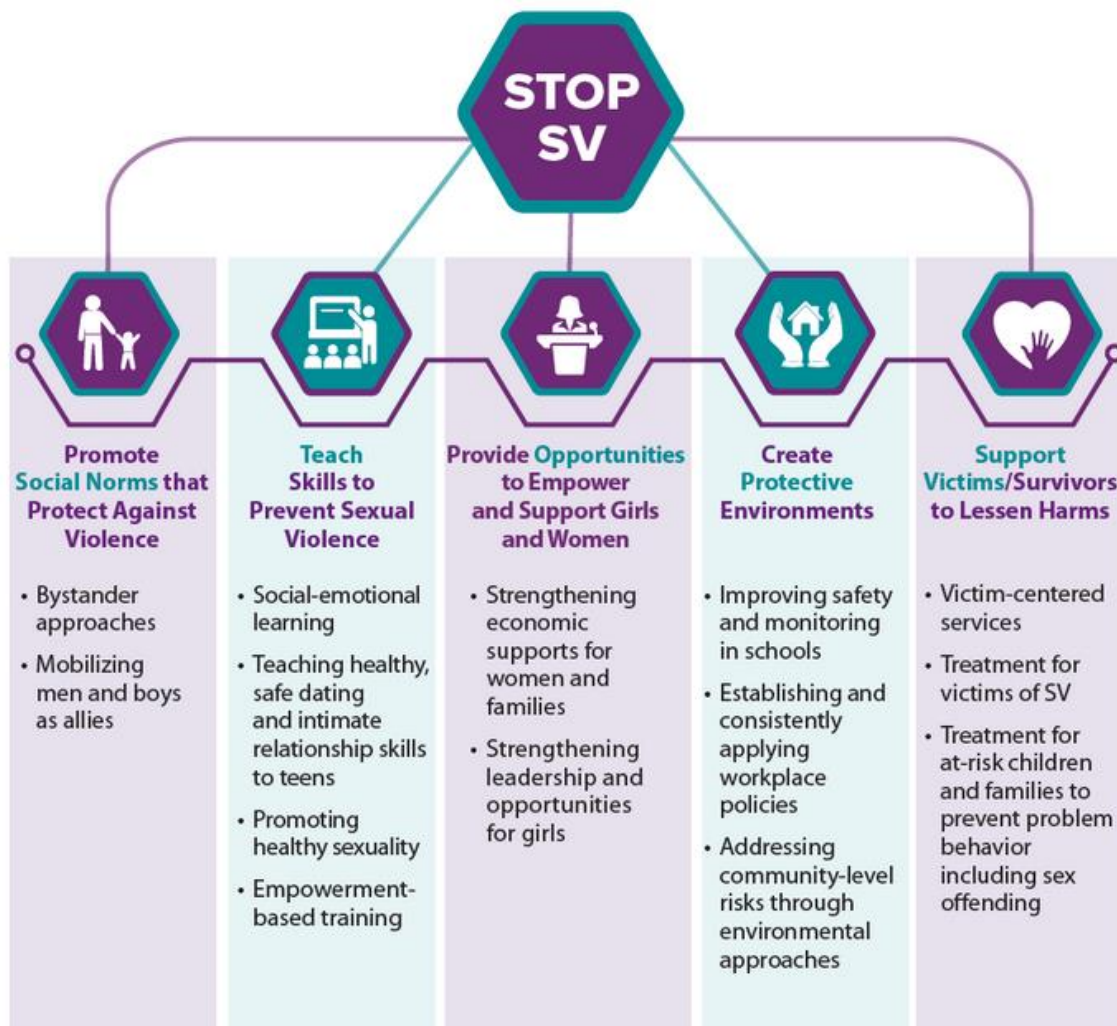 STOP
SV
Promote
Social Norms that
Protect Against
Violence
• Bystander
approaches
• Mobilizing
men and boys
as allies
Teach
Skills to
Prevent Sexual
Violence
• Social-emotional
learning
• Teaching healthy,
safe dating
and intimate
relationship skills
to teens
• Promoting
healthy sexuality
• Empowerment-
based training
Provide Opportunities
to Empower
and Support Girls
and Women
• Strengthening
economic
supports for
women and
families
• Strengthening
leadership and
opportunities
for girls
Create
Protective
Environments
• Improving safety
and monitoring
in schools
• Establishing and
consistently
applying
workplace
policies
• Addressing
community-level
risks through
environmental
approaches
Support
Victims/Survivors
to Lessen Harms
• Victim-centered
services
• Treatment for
victims of SV
• Treatment for
at-risk children
and families to
prevent problem
behavior
including sex
offending